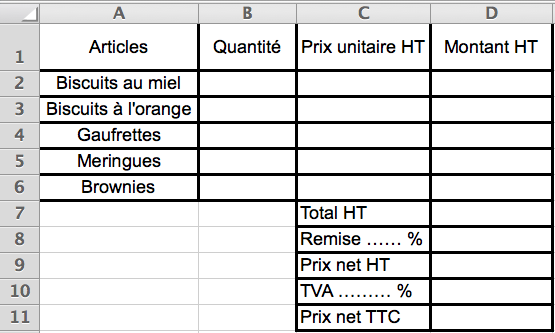 A B C D
1 Articles Quantité Prix unitaire HT Montant HT
2 Biscuits au miel
3 Biscuits à l'orange
4 Gaufrettes
5 Meringues
6 Brownies
7 Total HT
8 Remise ...... %
9 Prix net HT
10 TVA ......... %
11 Prix net TTC